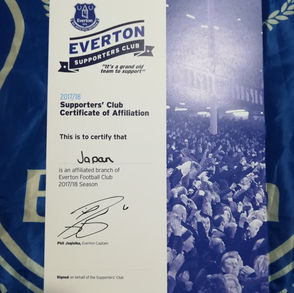 Everton
EVERTON
SUPPORTERS CLUB
"It's a grand old
team to support"
2017/18
Supporters' Club
Certificate of Affiliation
This is to certify that
Japan
is an affiliated branch of
Everton Football Club
2017/18 Season
Phil Jagielka, Everton Captain
Signed on behalf of the Supporters' Club